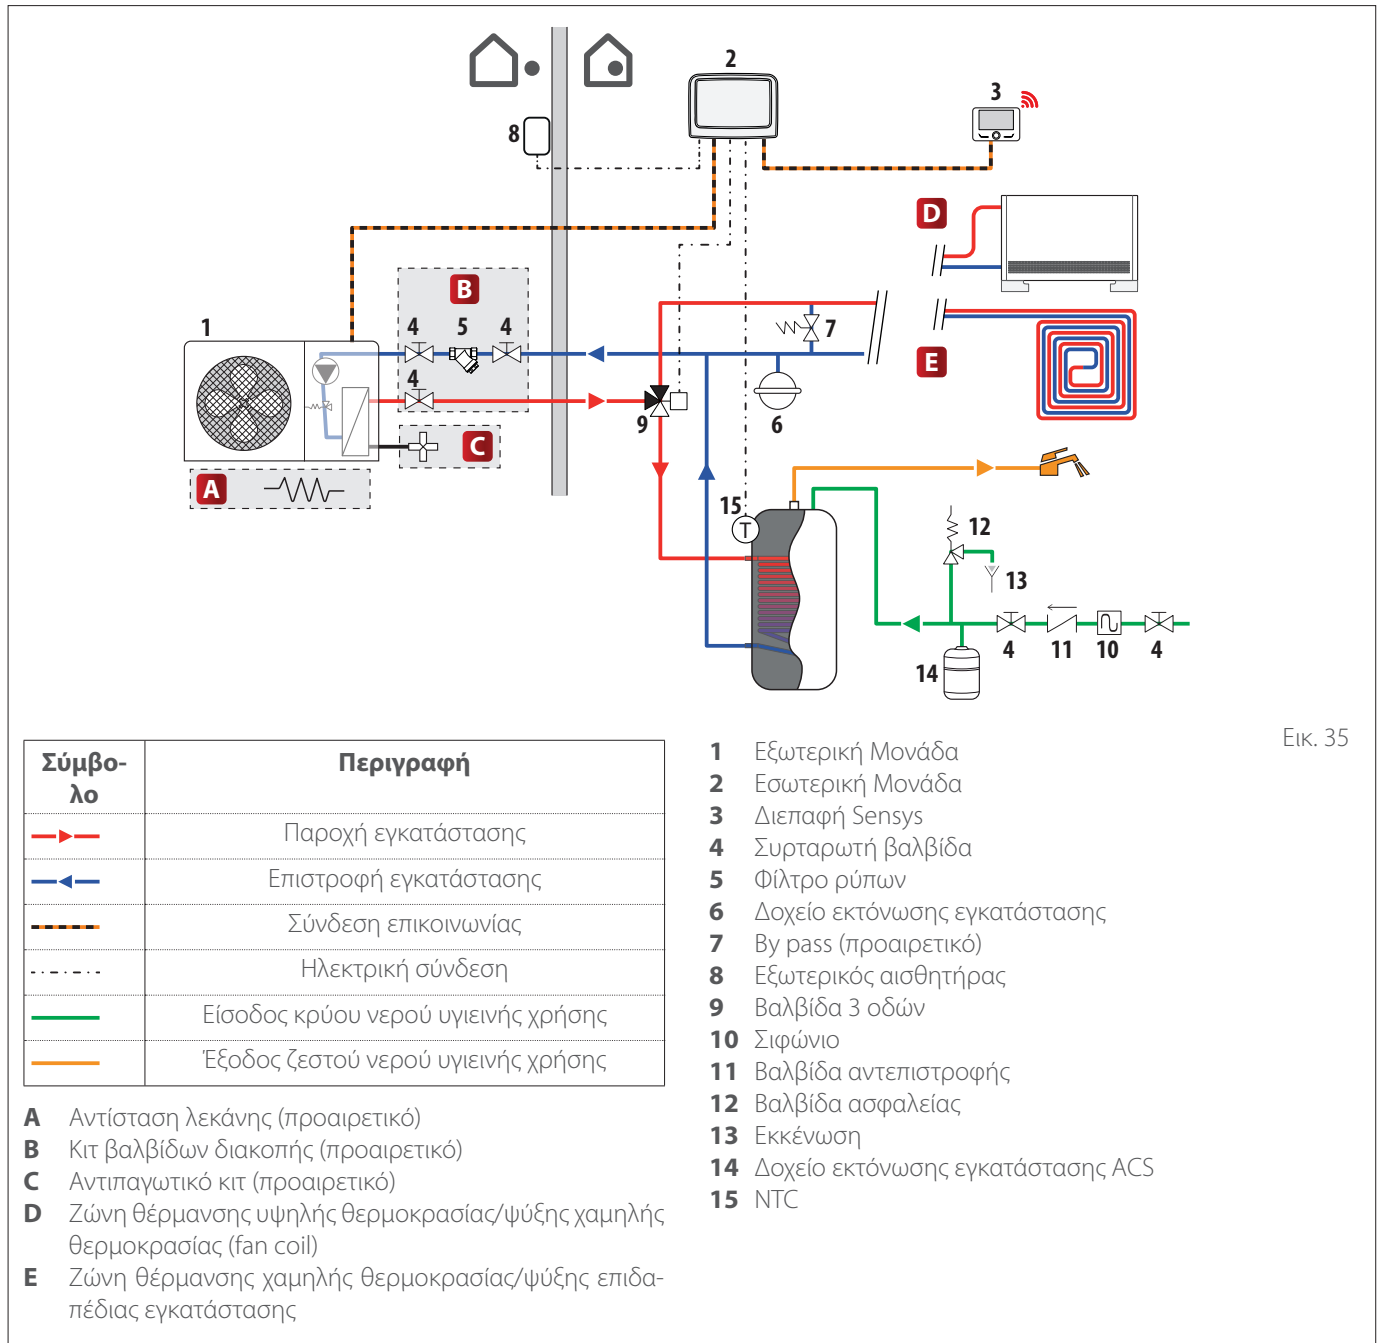 2
3
8
D
B
1
4
5
4
7
E
4
9
6
C
A
15
12
13
14
4
11
10
4
T
Εικ. 35
Σύμβο-
λο
Περιγραφή
Παροχή εγκατάστασης
Επιστροφή εγκατάστασης
Σύνδεση επικοινωνίας
Ηλεκτρική σύνδεση
Είσοδος κρύου νερού υγιεινής χρήσης
Έξοδος ζεστού νερού υγιεινής χρήσης
A Αντίσταση λεκάνης (προαιρετικό)
B Κιτ βαλβίδων διακοπής (προαιρετικό)
C Αντιπαγωτικό κιτ (προαιρετικό)
D Ζώνη θέρμανσης υψηλής θερμοκρασίας/ψύξης χαμηλής
θερμοκρασίας (fan coil)
E Ζώνη θέρμανσης χαμηλής θερμοκρασίας/ψύξης επιδα-
πέδιας εγκατάστασης
1 Εξωτερική Μονάδα
2 Εσωτερική Μονάδα
3 Διεπαφή Sensys
4 Συρταρωτή βαλβίδα
5 Φίλτρο ρύπων
6 Δοχείο εκτόνωσης εγκατάστασης
7 By pass (προαιρετικό)
8 Εξωτερικός αισθητήρας
9 Βαλβίδα 3 οδών
10 Σιφώνιο
11 Βαλβίδα αντεπιστροφής
12 Βαλβίδα ασφαλείας
13 Εκκένωση
14 Δοχείο εκτόνωσης εγκατάστασης ACS
15 NTC